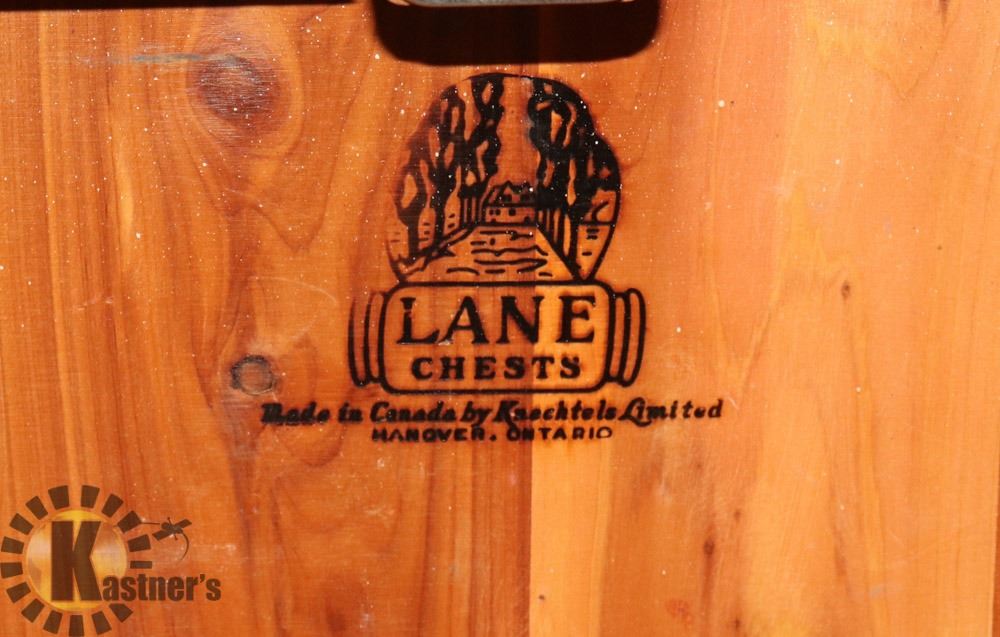 LANE
CHESTS
Made in Canada by Knechtels Limited
HANOVER. ONTARIO
Kastner's